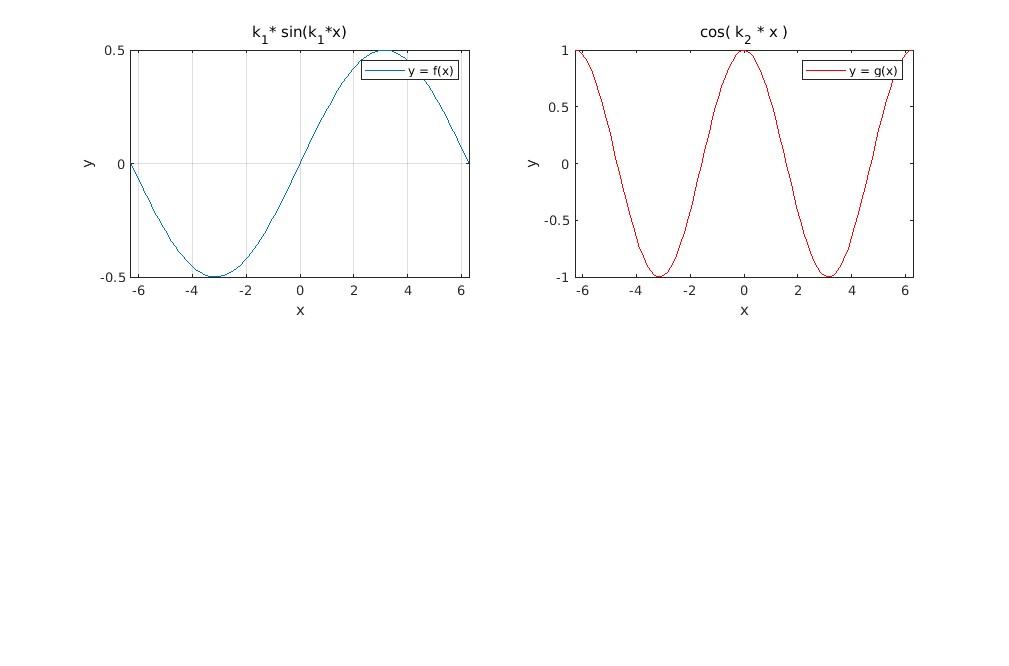 k1* sin(k1*x)
0.5
y = f(x)
y
0
-0.5
-6 -4 -2 0 2 4 6
x
cos( k2 * x )
1
y = g(x)
0.5
y
0
-0.5
-1
-6 -4 -2 0 2 4 6
x